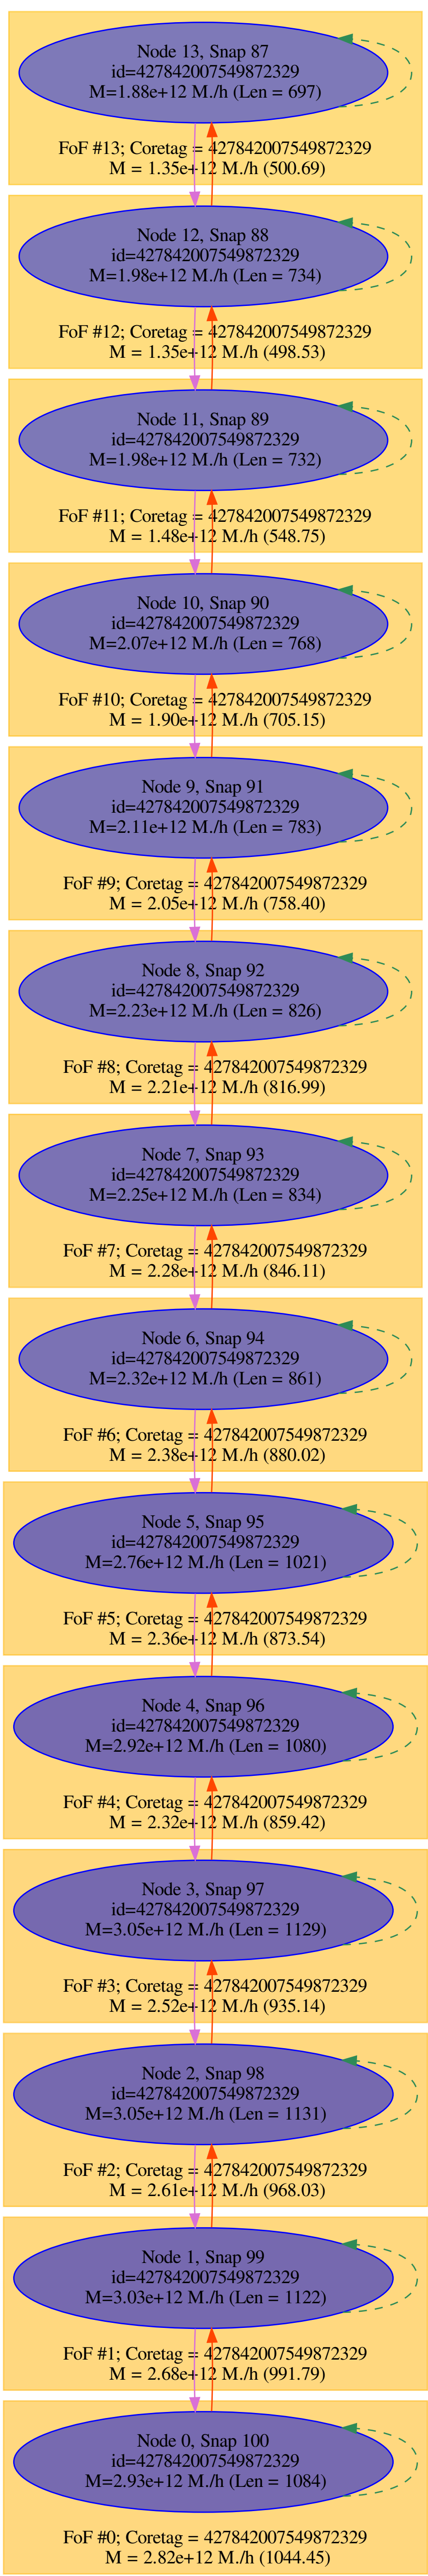 Node 13, Snap 87
id=427842007549872329
M=1.88e+12 M./h (Len = 697)
FoF #13; Coretag = 427842007549872329
M = 1.35e+12 M./h (500.69)
Node 12, Snap 88
id=427842007549872329
M=1.98e+12 M./h (Len = 734)
FoF #12; Coretag = 427842007549872329
M = 1.35e+12 M./h (498.53)
Node 11, Snap 89
id=427842007549872329
M=1.98e+12 M./h (Len = 732)
FoF #11; Coretag = 427842007549872329
M = 1.48e+12 M./h (548.75)
Node 10, Snap 90
id=427842007549872329
M=2.07e+12 M./h (Len = 768)
FoF #10; Coretag = 427842007549872329
M = 1.90e+12 M./h (705.15)
Node 9, Snap 91
id=427842007549872329
M=2.11e+12 M./h (Len = 783)
FoF #9; Coretag = 427842007549872329
M = 2.05e+12 M./h (758.40)
Node 8, Snap 92
id=427842007549872329
M=2.23e+12 M./h (Len = 826)
FoF #8; Coretag = 427842007549872329
M = 2.21e+12 M./h (816.99)
Node 7, Snap 93
id=427842007549872329
M=2.25e+12 M./h (Len = 834)
FoF #7; Coretag = 427842007549872329
M = 2.28e+12 M./h (846.11)
Node 6, Snap 94
id=427842007549872329
M=2.32e+12 M./h (Len = 861)
FoF #6; Coretag = 427842007549872329
M = 2.38e+12 M./h (880.02)
Node 5, Snap 95
id=427842007549872329
M=2.76e+12 M./h (Len = 1021)
FoF #5; Coretag = 427842007549872329
M = 2.36e+12 M./h (873.54)
Node 4, Snap 96
id=427842007549872329
M=2.92e+12 M./h (Len = 1080)
FoF #4; Coretag = 427842007549872329
M = 2.32e+12 M./h (859.42)
Node 3, Snap 97
id=427842007549872329
M=3.05e+12 M./h (Len = 1129)
FoF #3; Coretag = 427842007549872329
M = 2.52e+12 M./h (935.14)
Node 2, Snap 98
id=427842007549872329
M=3.05e+12 M./h (Len = 1131)
FoF #2; Coretag = 427842007549872329
M = 2.61e+12 M./h (968.03)
Node 1, Snap 99
id=427842007549872329
M=3.03e+12 M./h (Len = 1122)
FoF #1; Coretag = 427842007549872329
M = 2.68e+12 M./h (991.79)
Node 0, Snap 100
id=427842007549872329
M=2.93e+12 M./h (Len = 1084)
FoF #0; Coretag = 427842007549872329
M = 2.82e+12 M./h (1044.45)